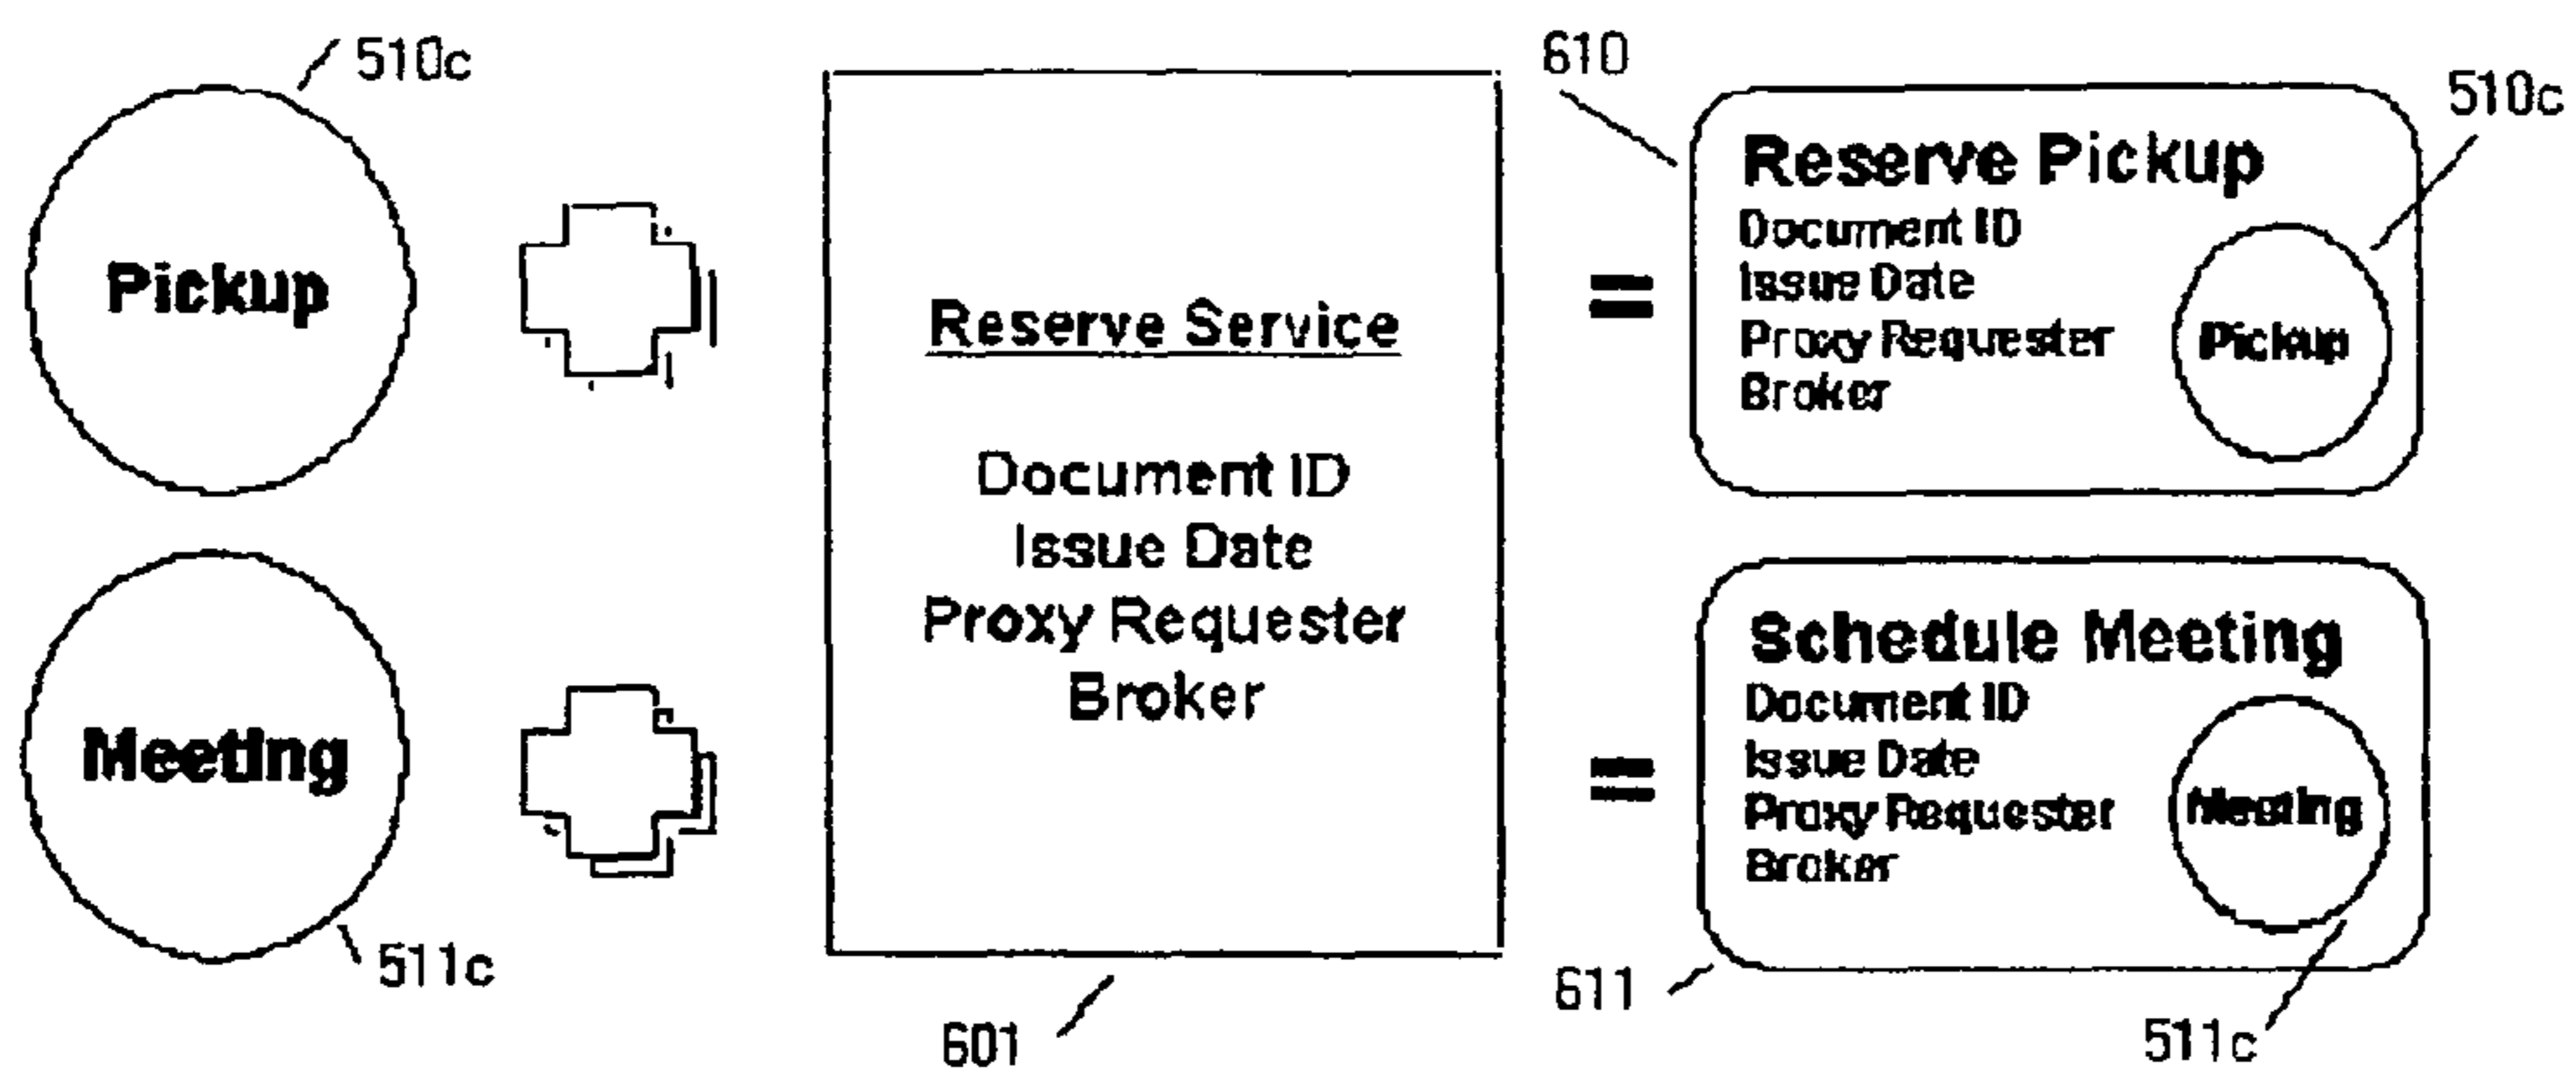 510c
Pickup
Meeting
511c
Reserve Service
Document ID
Issue Date
Proxy Requester
Broker
601
610
510c
Reserve Pickup
Document ID
Issue Date
Proxy Requester
Broker
Pickup
Schedule Meeting
Document ID
Issue Date
Proxy Requester
Broker
Meeting
611
511c